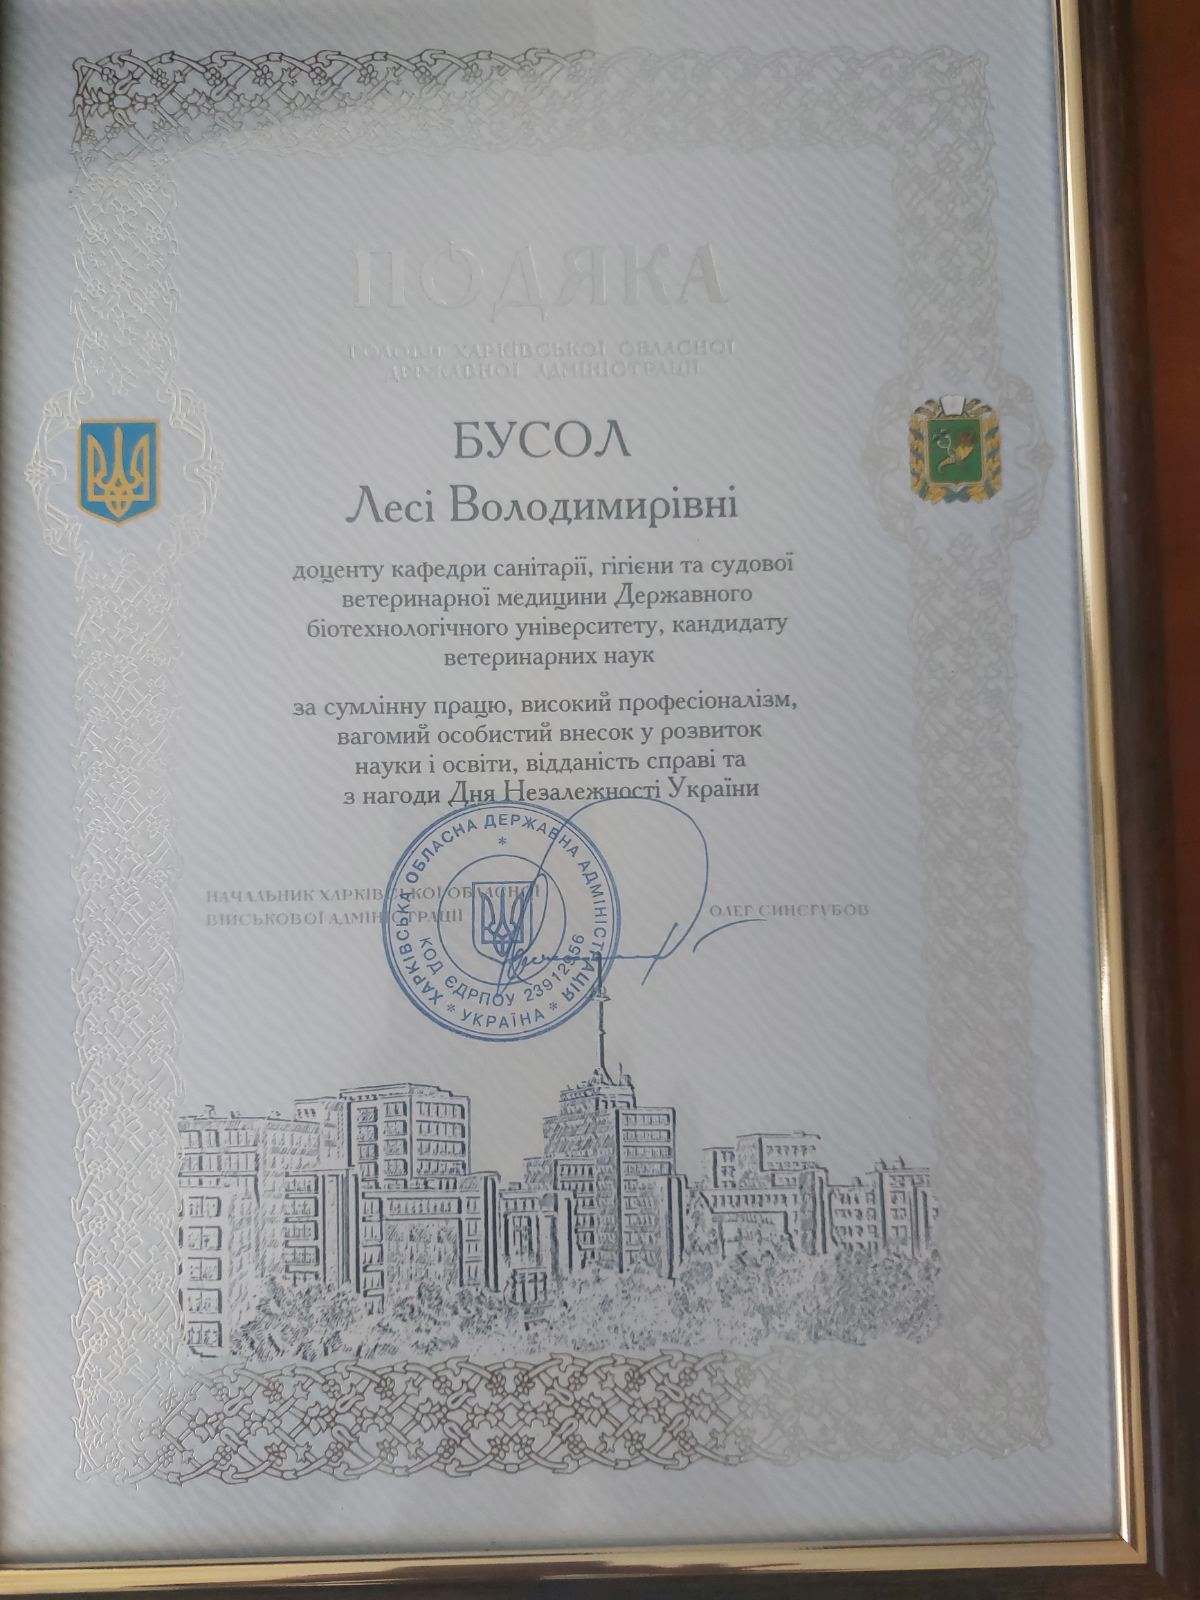 ПОДЯКА
ГОЛОВИ ХАРКІВСЬКОЇ ОБЛАСНОЇ
ДЕРЖАВНОЇ АДМІНІСТРАЦІЇ
БУСОЛ
Лесі Володимирівні
доценту кафедри санітарії, гігієни та судової
ветеринарної медицини Державного
біотехнологічного університету, кандидату
ветеринарних наук
за сумлінну працю, високий професіоналізм,
вагомий особистий внесок у розвиток
науки і освіти, відданість справі та
з нагоди Дня Незалежності України
НАЧАЛЬНИК ХАРКІВСЬКОЇ ОБЛАСНОЇ
ВІЙСЬКОВОЇ АДМІНІСТРАЦІЇ
ОЛЕГ СИНЄГУБОВ
ХАРКІВСЬКА ОБЛАСНА ДЕРЖАВНА АДМІНІСТРАЦІЯ
* УКРАЇНА *
КОД ЄДРПОУ 23912956